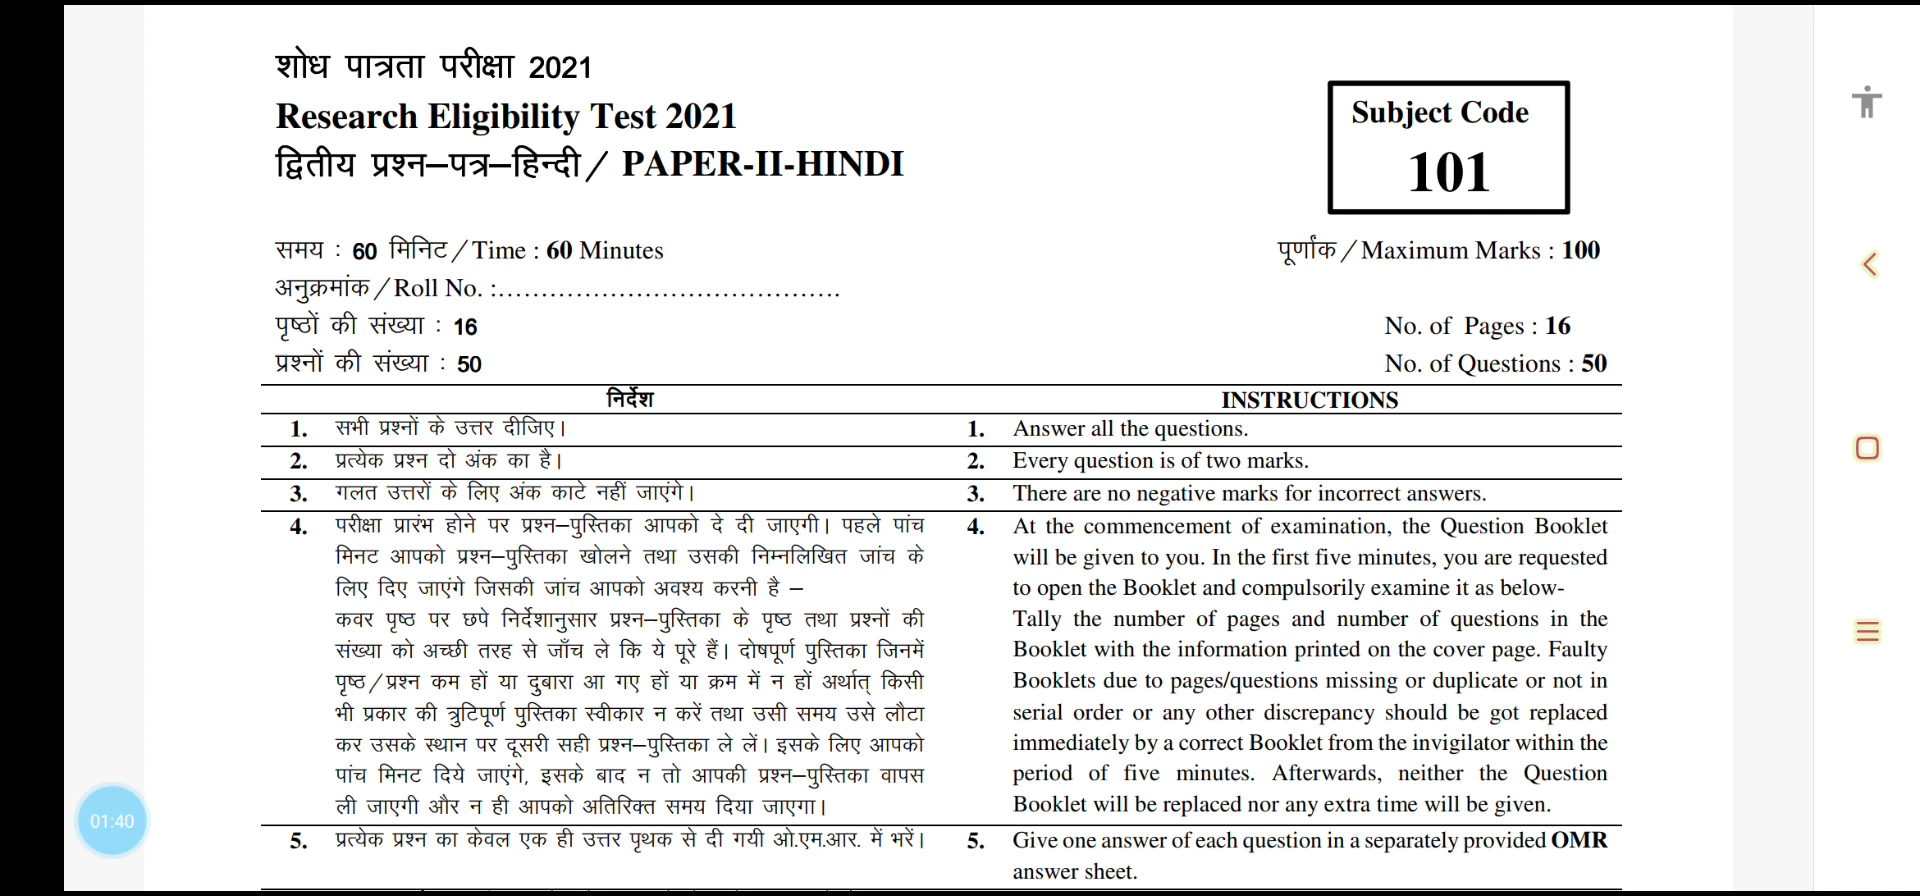 शोध पात्रता परीक्षा 2021
Research Eligibility Test 2021
द्वितीय प्रश्न–पत्र–हिन्दी / PAPER-II-HINDI
Subject Code
101
समय : 60 मिनिट / Time : 60 Minutes
पूर्णांक / Maximum Marks : 100
अनुक्रमांक / Roll No. :........................................
पृष्ठों की संख्या : 16
No. of Pages : 16
प्रश्नों की संख्या : 50
No. of Questions : 50
निर्देश
1. सभी प्रश्नों के उत्तर दीजिए।
2. प्रत्येक प्रश्न दो अंक का है।
3. गलत उत्तरों के लिए अंक काटे नहीं जाएंगे।
4. परीक्षा प्रारंभ होने पर प्रश्न–पुस्तिका आपको दे दी जाएगी। पहले पांच
मिनट आपको प्रश्न–पुस्तिका खोलने तथा उसकी निम्नलिखित जांच के
लिए दिए जाएंगे जिसकी जांच आपको अवश्य करनी है –
कवर पृष्ठ पर छपे निर्देशानुसार प्रश्न–पुस्तिका के पृष्ठ तथा प्रश्नों की
संख्या को अच्छी तरह से जाँच ले कि ये पूरे हैं। दोषपूर्ण पुस्तिका जिनमें
पृष्ठ / प्रश्न कम हों या दुबारा आ गए हों या क्रम में न हों अर्थात् किसी
भी प्रकार की त्रुटिपूर्ण पुस्तिका स्वीकार न करें तथा उसी समय उसे लौटा
कर उसके स्थान पर दूसरी सही प्रश्न–पुस्तिका ले लें। इसके लिए आपको
पांच मिनट दिये जाएंगे, इसके बाद न तो आपकी प्रश्न–पुस्तिका वापस
ली जाएगी और न ही आपको अतिरिक्त समय दिया जाएगा।
5. प्रत्येक प्रश्न का केवल एक ही उत्तर पृथक से दी गयी ओ.एम.आर. में भरें।
INSTRUCTIONS
1. Answer all the questions.
2. Every question is of two marks.
3. There are no negative marks for incorrect answers.
4. At the commencement of examination, the Question Booklet
will be given to you. In the first five minutes, you are requested
to open the Booklet and compulsorily examine it as below-
Tally the number of pages and number of questions in the
Booklet with the information printed on the cover page. Faulty
Booklets due to pages/questions missing or duplicate or not in
serial order or any other discrepancy should be got replaced
immediately by a correct Booklet from the invigilator within the
period of five minutes. Afterwards, neither the Question
Booklet will be replaced nor any extra time will be given.
5. Give one answer of each question in a separately provided OMR
answer sheet.
01:40